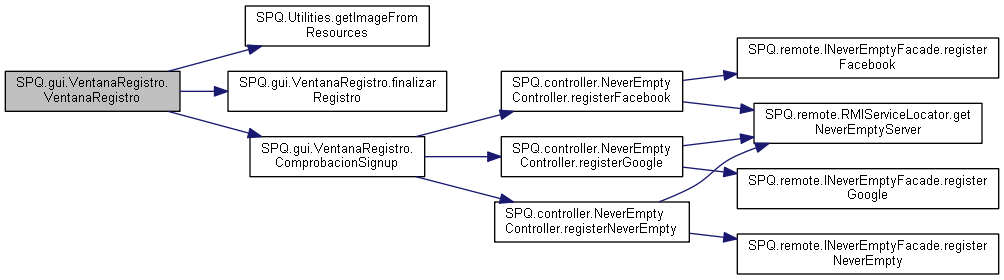 SPQ.gui.VentanaRegistro.
VentanaRegistro
SPQ.Utilities.getImageFrom
Resources
SPQ.gui.VentanaRegistro.finalizar
Registro
SPQ.gui.VentanaRegistro.
ComprobacionSignup
SPQ.controller.NeverEmpty
Controller.registerFacebook
SPQ.controller.NeverEmpty
Controller.registerGoogle
SPQ.controller.NeverEmpty
Controller.registerNeverEmpty
SPQ.remote.INeverEmptyFacade.register
Facebook
SPQ.remote.RMIServiceLocator.get
NeverEmptyServer
SPQ.remote.INeverEmptyFacade.register
Google
SPQ.remote.INeverEmptyFacade.register
NeverEmpty